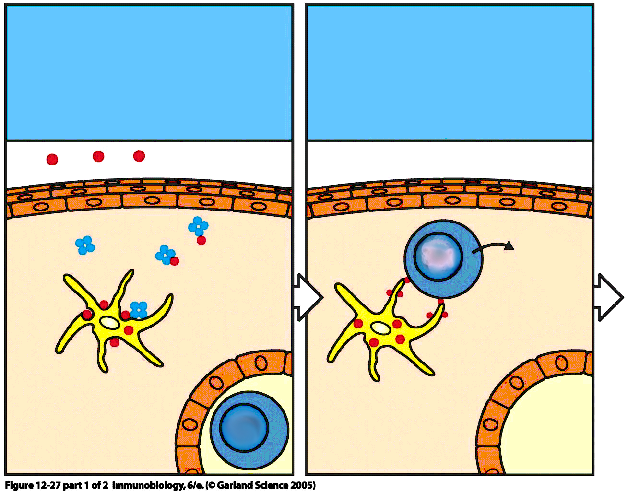 Figure 12-27 part 1 of 2 Immunobiology, 6/e. (© Garland Science 2005)